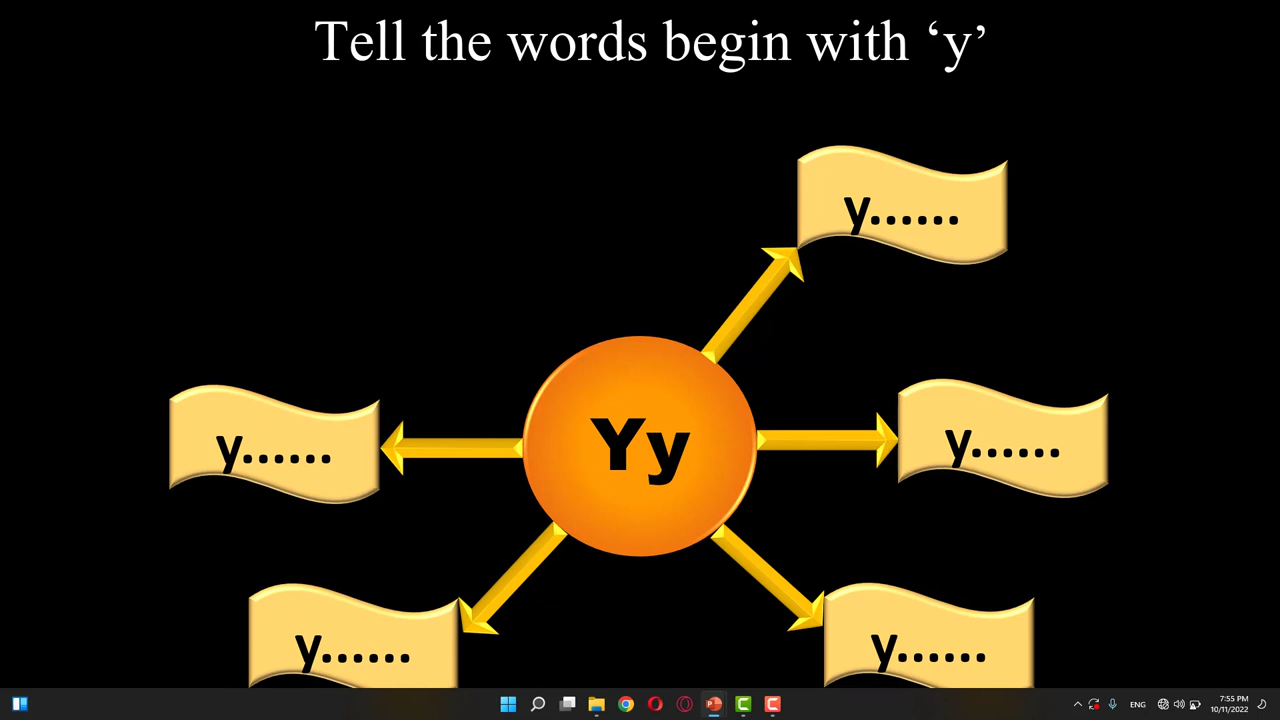 Tell the words begin with ‘y’
y......
y......
Yy
y......
y......
y......
ENG
7:55 PM
10/11/2022